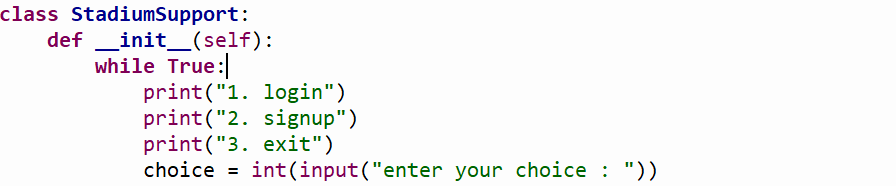 class StadiumSupport:
    def __init__(self):
        while True:
            print("1. login")
            print("2. signup")
            print("3. exit")
            choice = int(input("enter your choice : "))